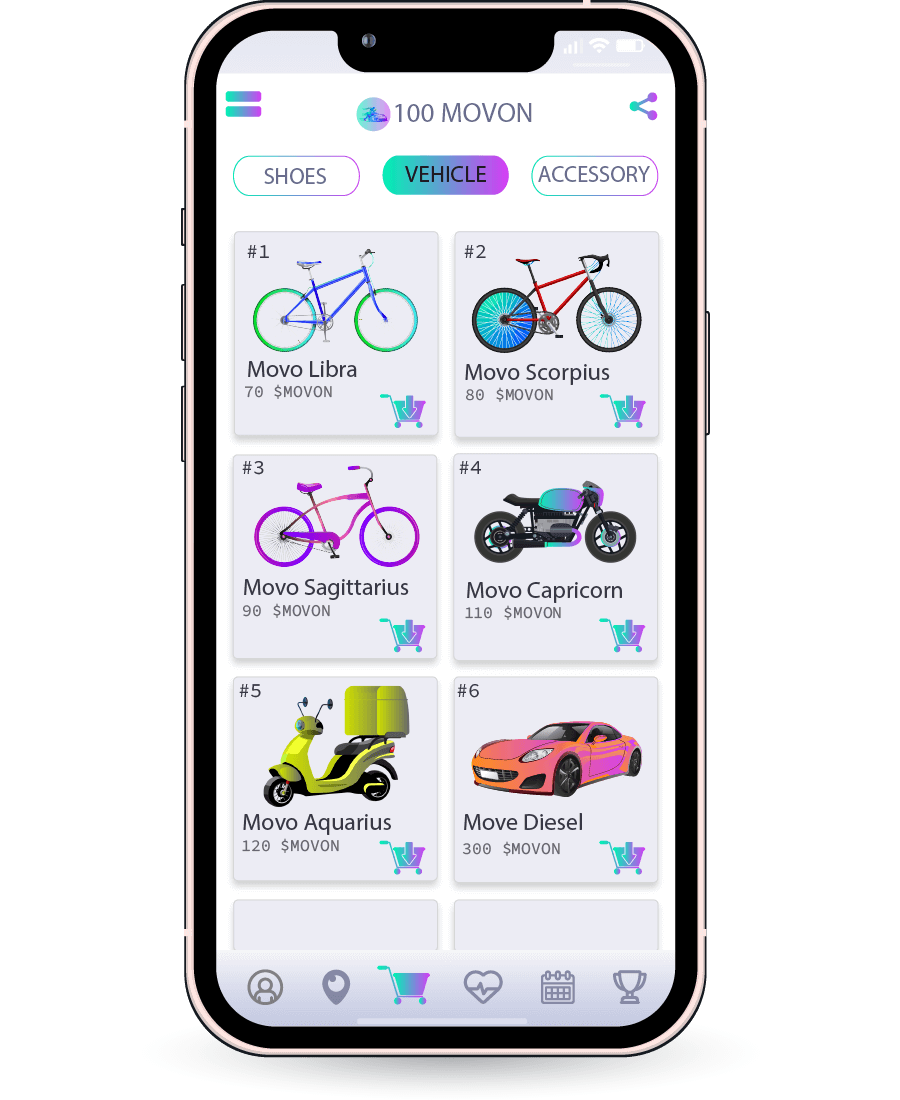 100 MOVON
SHOES
VEHICLE
ACCESSORY
#1
Movo Libra
70 $MOVON
#2
Movo Scorpius
80 $MOVON
#3
Movo Sagittarius
90 $MOVON
#4
Movo Capricorn
110 $MOVON
#5
Movo Aquarius
120 $MOVON
#6
Move Diesel
300 $MOVON